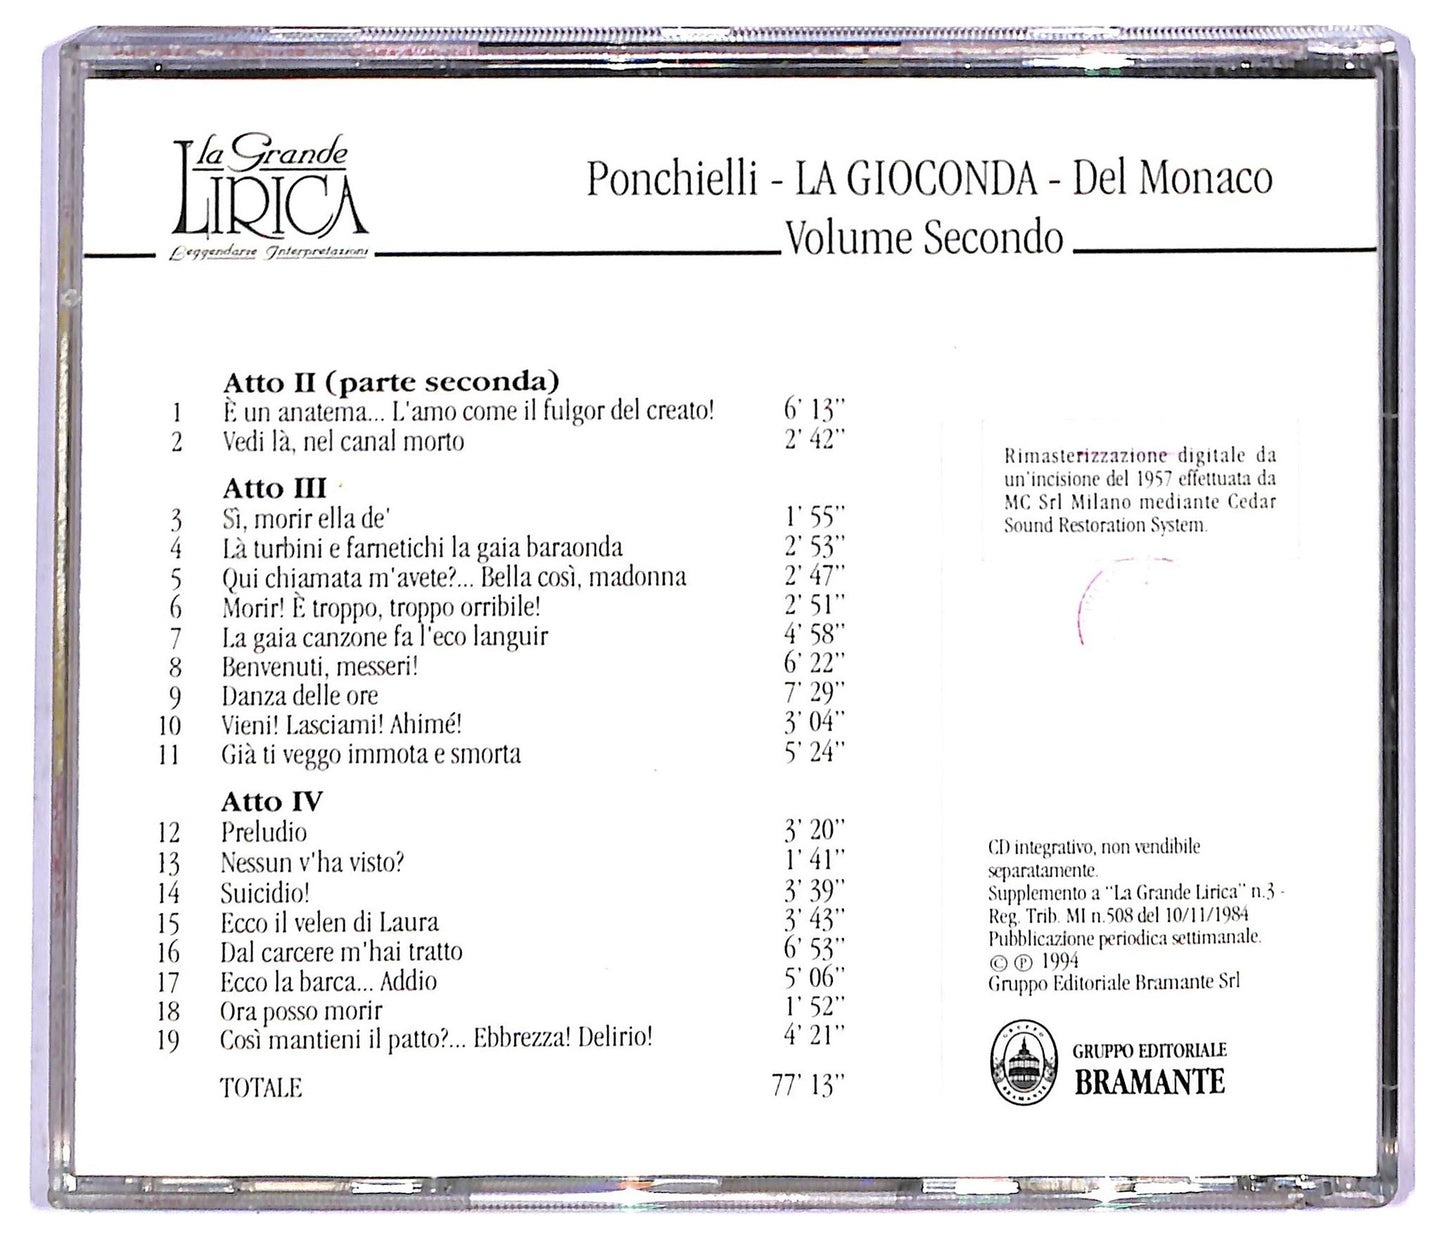 la Grande
LIRICA
Leggendarie Interpretazioni
Ponchielli - LA GIOCONDA - Del Monaco
Volume Secondo
Atto II (parte seconda)
1 È un anatema... L'amo come il fulgor del creato! 6' 13''
2 Vedi là, nel canal morto 2' 42''
Atto III
3 Sì, morir ella de' 1' 55''
4 Là turbini e farnetichi la gaia baraonda 2' 53''
5 Qui chiamata m'avete?... Bella così, madonna 2' 47''
6 Morir! È troppo, troppo orribile! 2' 51''
7 La gaia canzone fa l'eco languir 4' 58''
8 Benvenuti, messeri! 6' 22''
9 Danza delle ore 7' 29''
10 Vieni! Lasciami! Ahimé! 3' 04''
11 Già ti veggo immota e smorta 5' 24''
Atto IV
12 Preludio 3' 20''
13 Nessun v'ha visto? 1' 41''
14 Suicidio! 3' 39''
15 Ecco il velen di Laura 3' 43''
16 Dal carcere m'hai tratto 6' 53''
17 Ecco la barca... Addio 5' 06''
18 Ora posso morir 1' 52''
19 Così mantieni il patto?... Ebbrezza! Delirio! 4' 21''
TOTALE 77' 13''
Rimasterizzazione digitale da
un'incisione del 1957 effettuata da
MC Srl Milano mediante Cedar
Sound Restoration System.
CD integrativo, non vendibile
separatamente.
Supplemento a "La Grande Lirica" n.3 -
Reg. Trib. MI n.508 del 10/11/1984
Pubblicazione periodica settimanale.
© ℗ 1994
Gruppo Editoriale Bramante Srl
GRUPPO
BRAMANTE
GRUPPO EDITORIALE
BRAMANTE